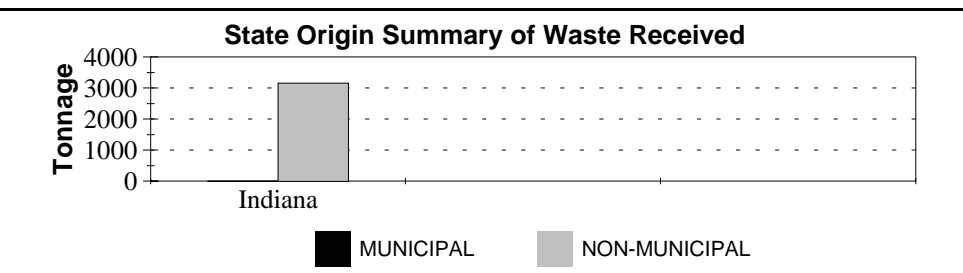 State Origin Summary of Waste Received
Tonnage
4000
3000
2000
1000
0
Indiana
MUNICIPAL NON-MUNICIPAL